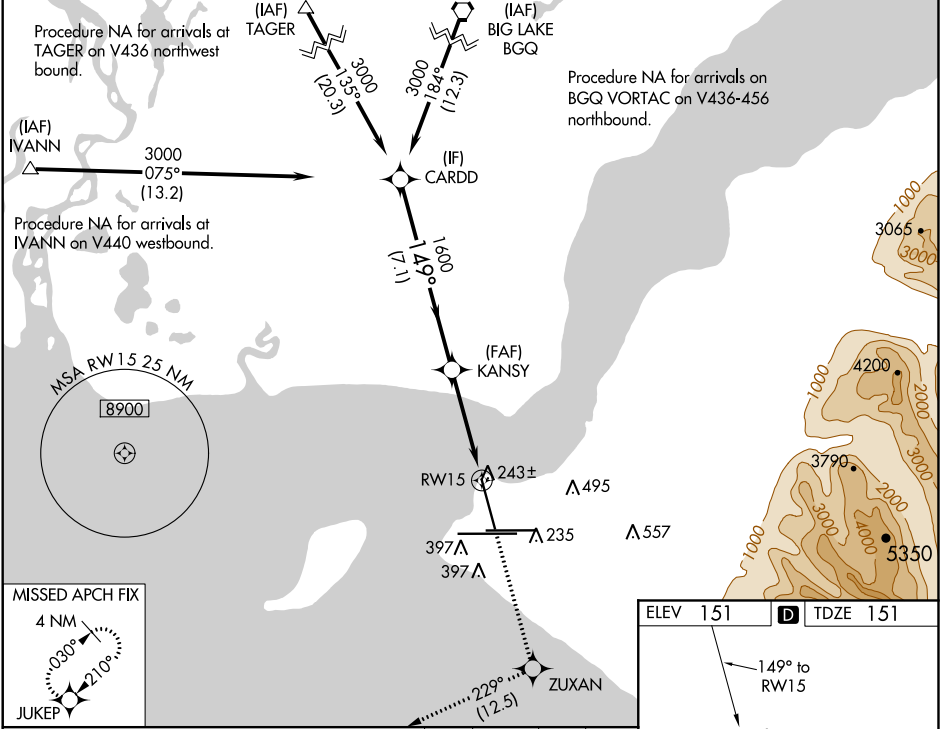 (IAF)
TAGER
(IAF)
BIG LAKE
BGQ
Procedure NA for arrivals at
TAGER on V436 northwest
bound.
3000
135°
(20.3)
3000
184°
(12.3)
Procedure NA for arrivals on
BGQ VORTAC on V436-456
northbound.
(IAF)
IVANN
3000
075°
(13.2)
(IF)
CARDD
Procedure NA for arrivals at
IVANN on V440 westbound.
1600
149°
(7.1)
1000
3065
3000
MSA RW15 25 NM
8900
(FAF)
KANSY
1000
4200
2000
3000
RW15
243±
495
3790
2000
3000
4000
1000
5350
235
557
397
397
MISSED APCH FIX
4 NM
030°
210°
JUKEP
ZUXAN
229°
(12.5)
ELEV 151 D TDZE 151
149° to
RW15